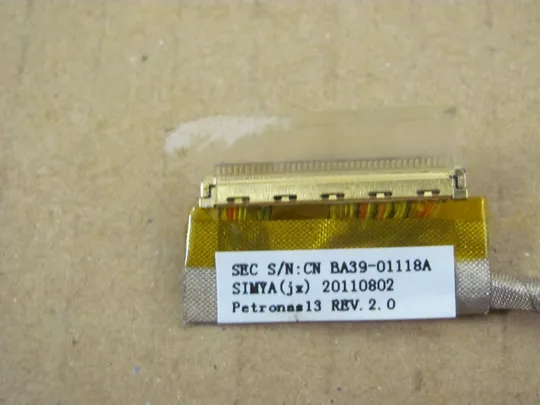 SEC S/N:CN BA39-01118A
SIMYA(jx) 20110802
Petronas13 REV.2.0